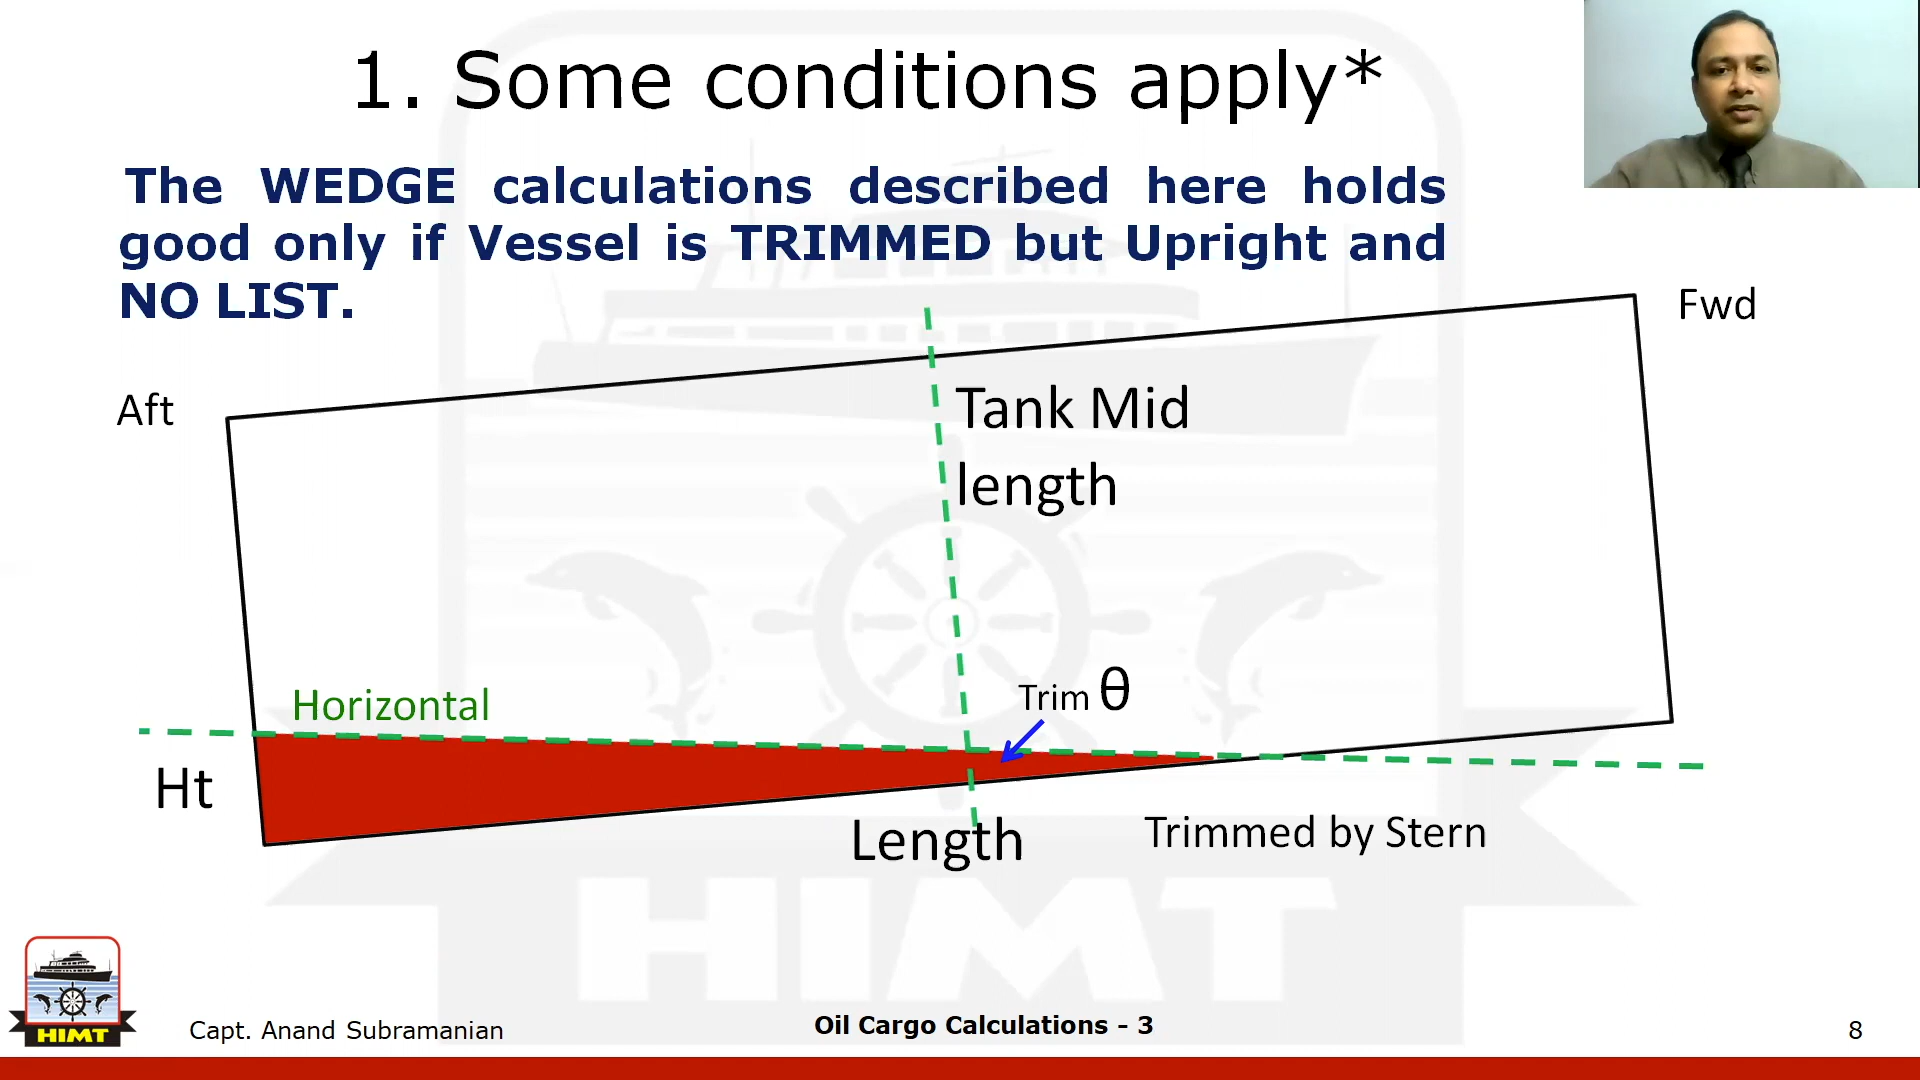 1. Some conditions apply*
The WEDGE calculations described here holds
good only if Vessel is TRIMMED but Upright and
NO LIST.
Fwd
Aft
Tank Mid
length
Horizontal
Trim θ
Ht
Length
Trimmed by Stern
HIMT
HIMT
Capt. Anand Subramanian
Oil Cargo Calculations - 3
8